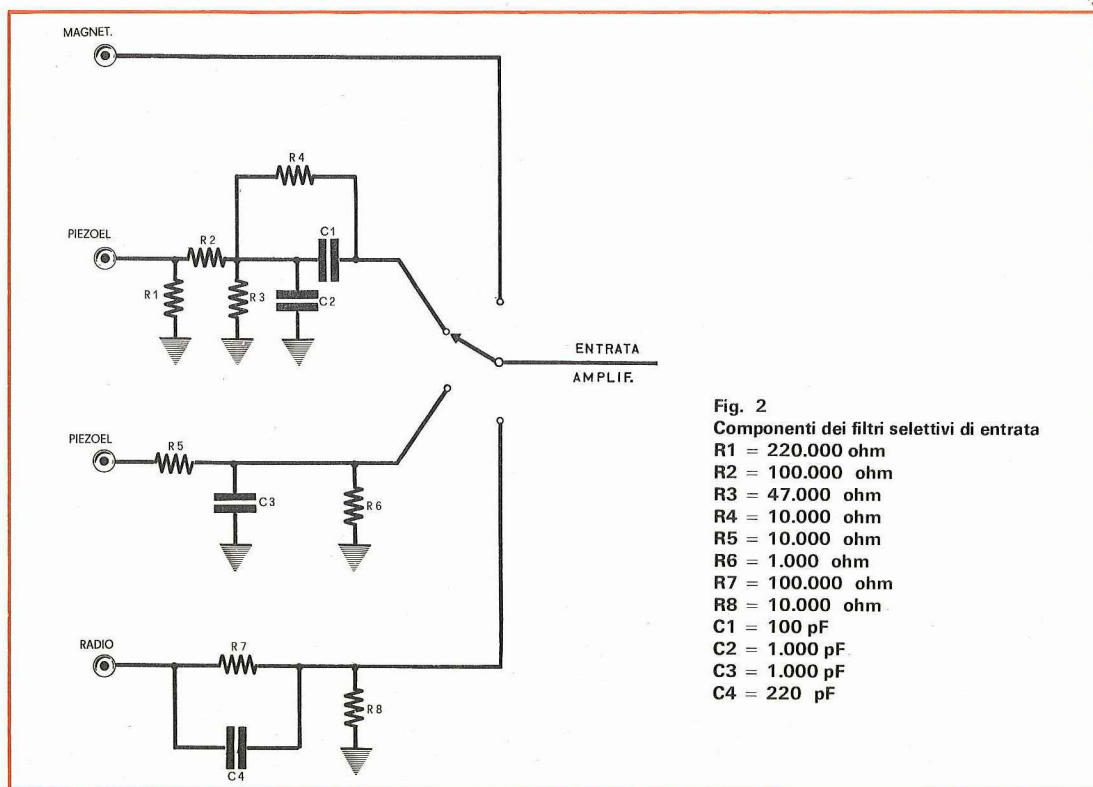 MAGNET.
R4
PIEZOEL
R2
C1
R1
R3
C2
ENTRATA
AMPLIF.
PIEZOEL
R5
C3
R6
RADIO
R7
R8
C4
Fig. 2
Componenti dei filtri selettivi di entrata
R1 = 220.000 ohm
R2 = 100.000 ohm
R3 = 47.000 ohm
R4 = 10.000 ohm
R5 = 10.000 ohm
R6 = 1.000 ohm
R7 = 100.000 ohm
R8 = 10.000 ohm
C1 = 100 pF
C2 = 1.000 pF
C3 = 1.000 pF
C4 = 220 pF